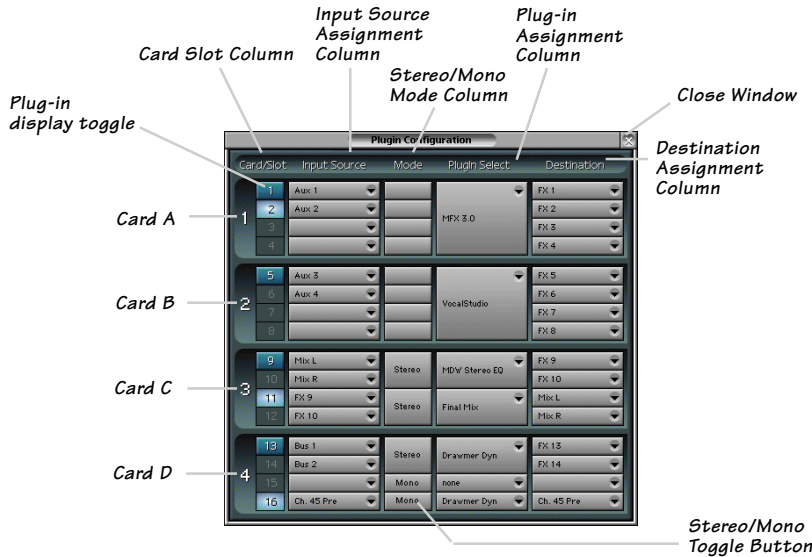 Input Source
Assignment
Column
Plug-in
Assignment
Column
Card Slot Column
Stereo/Mono
Mode Column
Close Window
Plug-in
display toggle
Destination
Assignment
Column
Plugin Configuration
Card/Slot Input Source Mode Plugin Select Destination
Card A
1
1 Aux 1 MFX 3.0 FX 1
2 Aux 2 FX 2
3 FX 3
4 FX 4
Card B
2
5 Aux 3 VocalStudio FX 5
6 Aux 4 FX 6
7 FX 7
8 FX 8
Card C
3
9 Mix L Stereo MDW Stereo EQ FX 9
10 Mix R FX 10
11 FX 9 Stereo Final Mix Mix L
12 FX 10 Mix R
Card D
4
13 Bus 1 Stereo Drawmer Dyn FX 13
14 Bus 2 FX 14
15 Mono none
16 Ch. 45 Pre Mono Drawmer Dyn Ch. 45 Pre
Stereo/Mono
Toggle Button